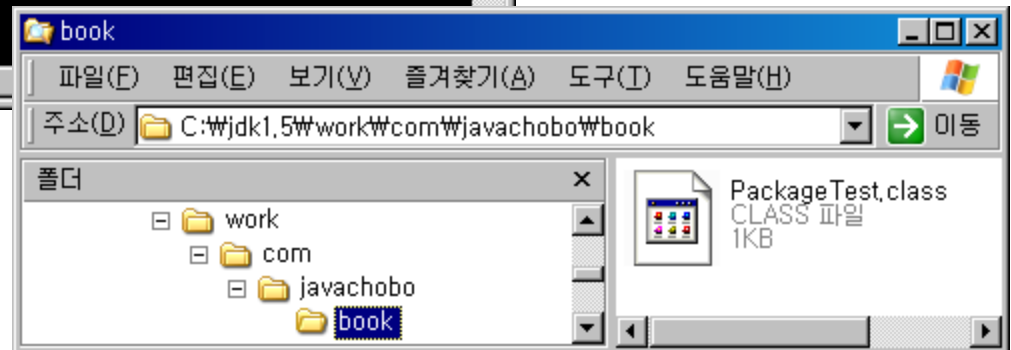 book
파일(F) 편집(E) 보기(V) 즐겨찾기(A) 도구(T) 도움말(H)
주소(D) C:₩jdk1.5₩work₩com₩javachobo₩book 이동
폴더
work
com
javachobo
book
PackageTest.class
CLASS 파일
1KB